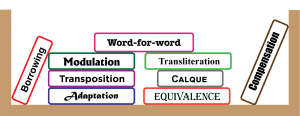 Word-for-word
Borrowing
Modulation
Transliteration
Transposition
CALQUE
Adaptation
EQUIVALENCE
Compensation